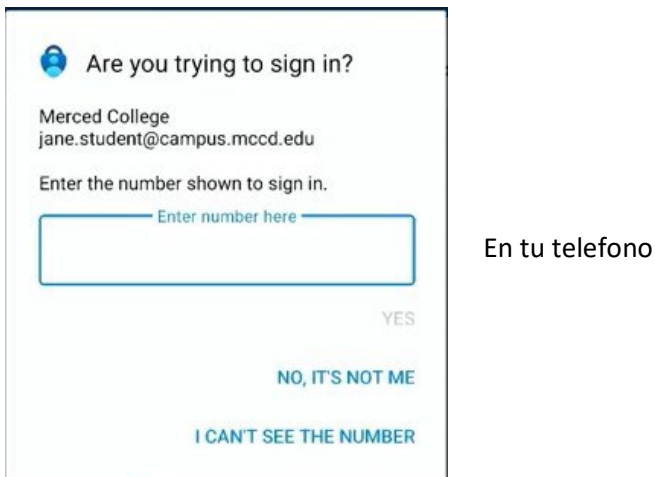 Are you trying to sign in?
Merced College
jane.student@campus.mccd.edu
Enter the number shown to sign in.
Enter number here
En tu telefono
YES
NO, IT'S NOT ME
I CAN'T SEE THE NUMBER